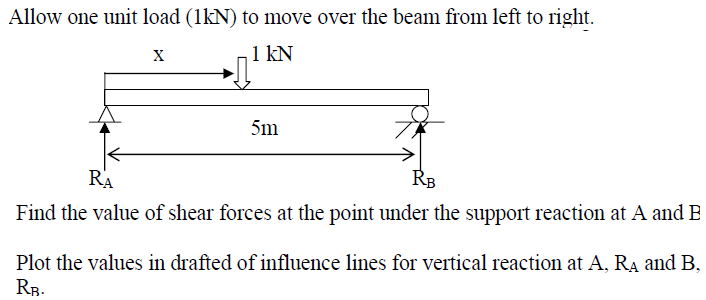 Allow one unit load (1kN) to move over the beam from left to right.
X
1 kN
5m
RA
RB
Find the value of shear forces at the point under the support reaction at A and B
Plot the values in drafted of influence lines for vertical reaction at A, RA and B,
RB.